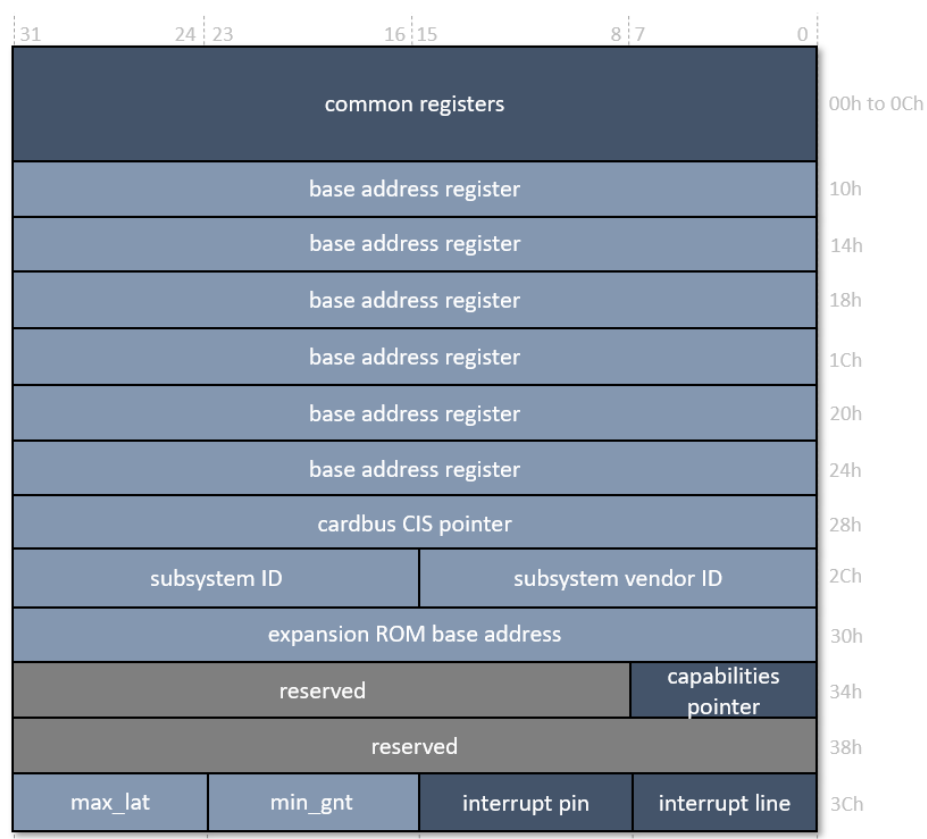 31 24 23 16 15 8 7 0
common registers 00h to 0Ch
base address register 10h
base address register 14h
base address register 18h
base address register 1Ch
base address register 20h
base address register 24h
cardbus CIS pointer 28h
subsystem ID subsystem vendor ID 2Ch
expansion ROM base address 30h
reserved capabilities pointer 34h
reserved 38h
max_lat min_gnt interrupt pin interrupt line 3Ch